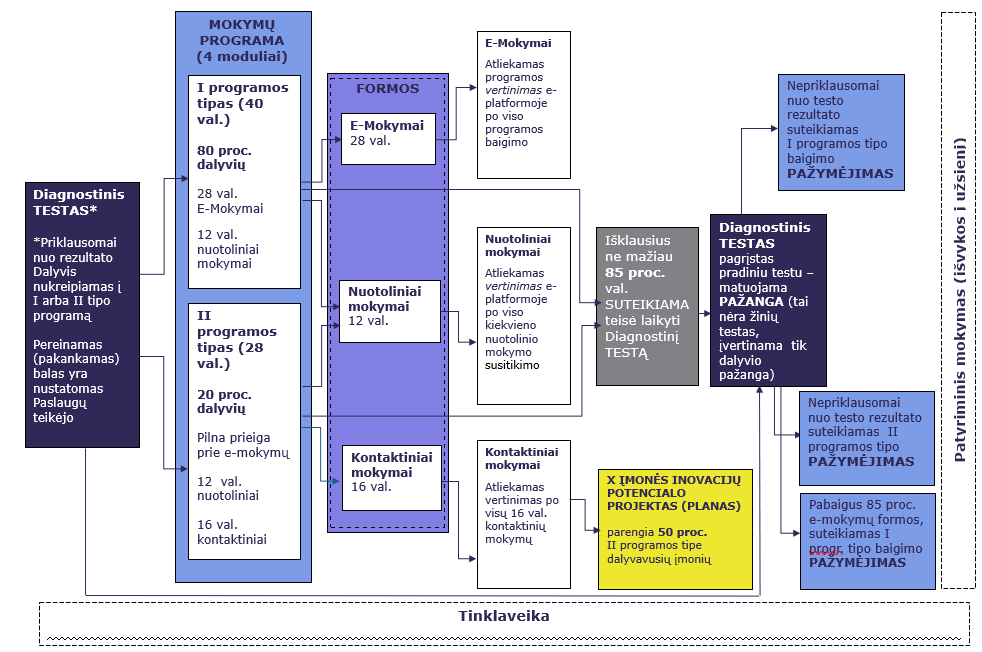 Diagnostinis
TESTAS*
*Priklausomai
nuo rezultato
Dalyvis
nukreipiamas į
I arba II tipo
programą
Pereinamas
(pakankamas)
balas yra
nustatomas
Paslaugų
teikėjo
MOKYMŲ
PROGRAMA
(4 moduliai)
I programos
tipas (40
val.)
80 proc.
dalyvių
28 val.
E-Mokymai
12 val.
nuotoliniai
mokymai
II
programos
tipas (28
val.)
20 proc.
dalyvių
Pilna prieiga
prie e-mokymų
12  val.
nuotoliniai
16 val.
kontaktiniai
FORMOS
E-Mokymai
28 val.
Nuotoliniai
mokymai
12 val.
Kontaktiniai
mokymai
16 val.
E-Mokymai
Atliekamas
programos
vertinimas e-
platformoje
po viso
programos
baigimo
Nuotoliniai
mokymai
Atliekamas
vertinimas e-
platformoje
po viso
kiekvieno
nuotolinio
mokymo
susitikimo
Kontaktiniai
mokymai
Atliekamas
vertinimas po
visų 16 val.
kontaktinių
mokymų
Išklausius
ne mažiau
85 proc.
val.
SUTEIKIAMA
teisė laikyti
Diagnostinį
TESTĄ
X ĮMONĖS INOVACIJŲ
POTENCIALO
PROJEKTAS (PLANAS)
parengia 50 proc.
II programos tipe
dalyvavusių įmonių
Diagnostinis
TESTAS
pagrįstas
pradiniu testu –
matuojama
PAŽANGA (tai
nėra žinių
testas,
įvertinama  tik
dalyvio
pažanga)
Nepriklausomai
nuo testo
rezultato
suteikiamas
I programos tipo
baigimo
PAŽYMĖJIMAS
Nepriklausomai
nuo testo rezultato
suteikiamas  II
programos tipo
PAŽYMĖJIMAS
Pabaigus 85 proc.
e-mokymų formos,
suteikiamas I
progr. tipo baigimo
PAŽYMĖJIMAS
Patyriminis mokymas (išvykos į užsienį)
Tinklaveika